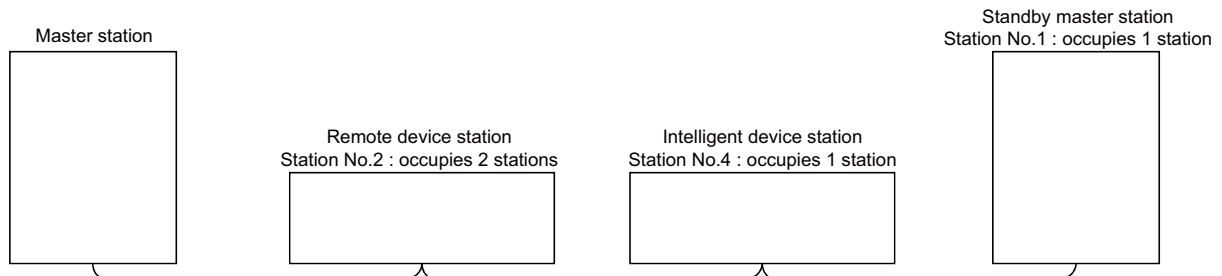 Master station
Remote device station
Station No.2 : occupies 2 stations
Intelligent device station
Station No.4 : occupies 1 station
Standby master station
Station No.1 : occupies 1 station